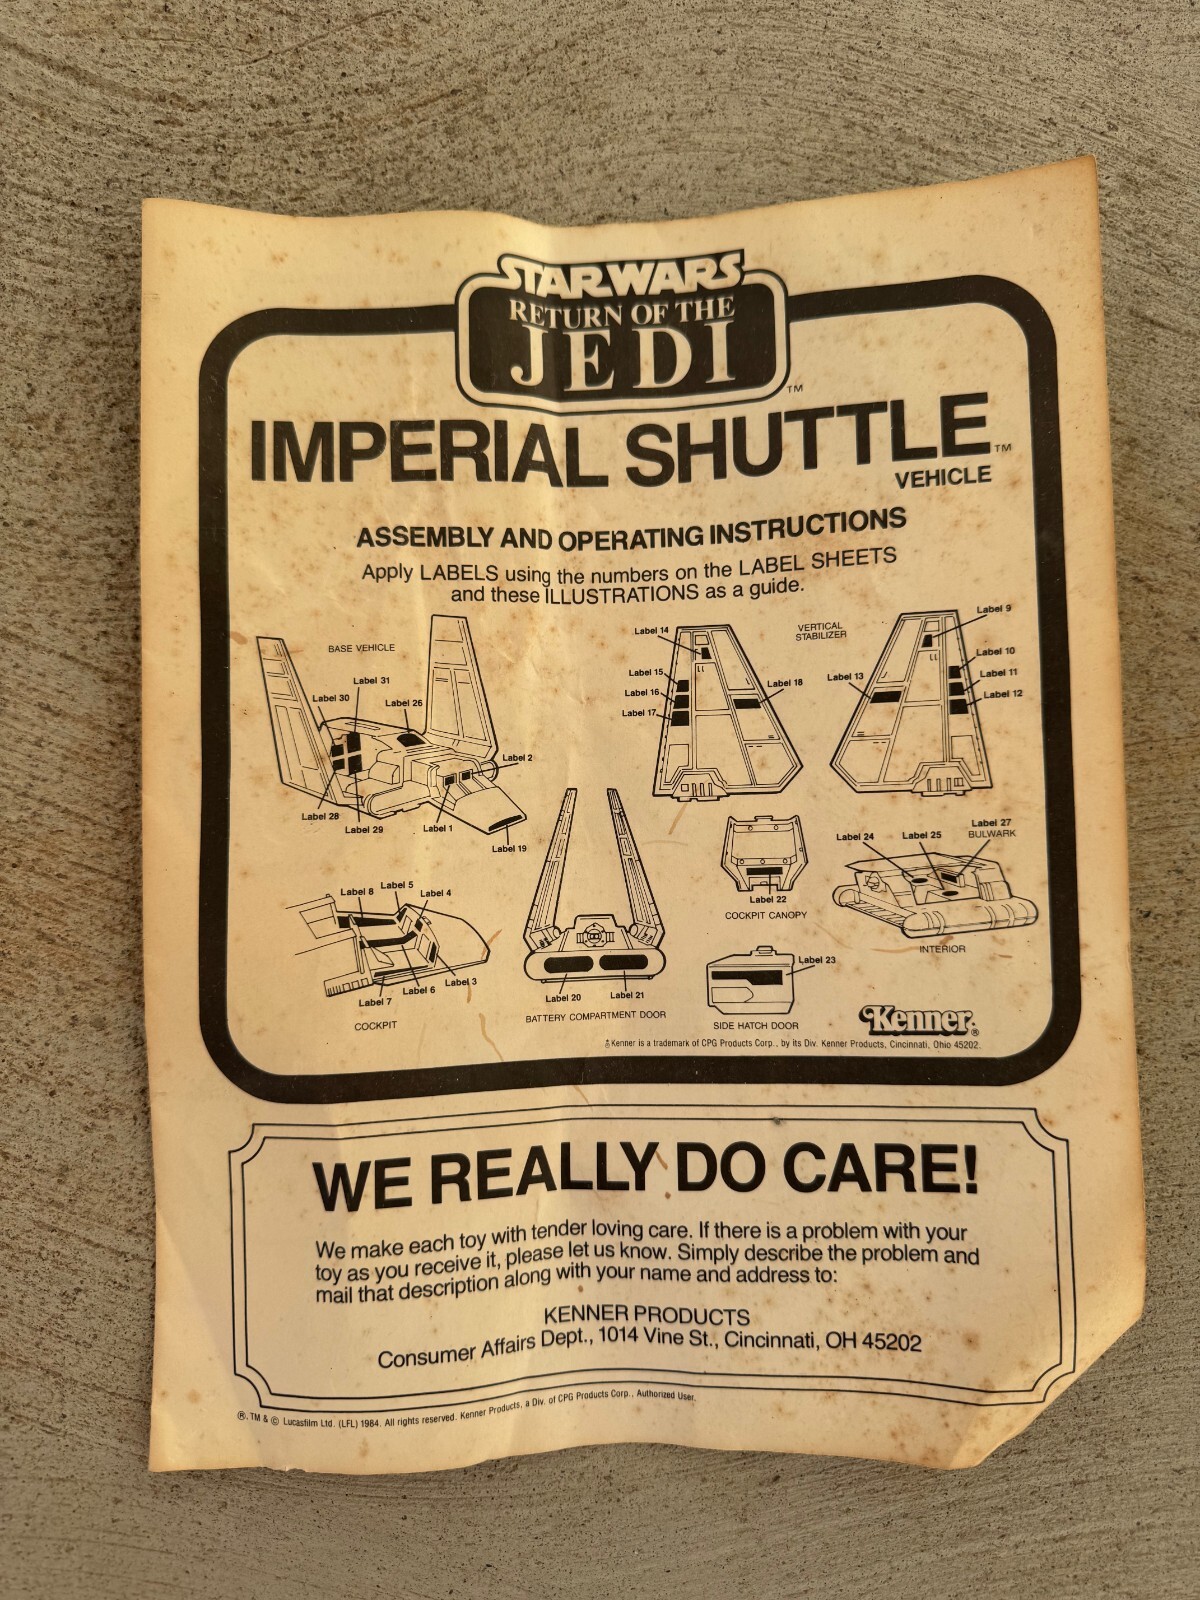 STAR WARS
RETURN OF THE
JEDI
TM
IMPERIAL SHUTTLE TM
VEHICLE
ASSEMBLY AND OPERATING INSTRUCTIONS
Apply LABELS using the numbers on the LABEL SHEETS
and these ILLUSTRATIONS as a guide.
BASE VEHICLE
Label 31
Label 30
Label 26
Label 2
Label 28
Label 29
Label 1
Label 19
Label 14
VERTICAL
STABILIZER
Label 15
Label 16
Label 17
Label 18
Label 9
Label 10
Label 11
Label 12
Label 13
Label 8
Label 5
Label 4
Label 3
Label 6
Label 7
COCKPIT
Label 20
Label 21
BATTERY COMPARTMENT DOOR
Label 22
COCKPIT CANOPY
Label 23
SIDE HATCH DOOR
Label 24
Label 25
Label 27
BULWARK
INTERIOR
Kenner®
Kenner is a trademark of CPG Products Corp., by its Div. Kenner Products, Cincinnati, Ohio 45202.
WE REALLY DO CARE!
We make each toy with tender loving care. If there is a problem with your
toy as you receive it, please let us know. Simply describe the problem and
mail that description along with your name and address to:
KENNER PRODUCTS
Consumer Affairs Dept., 1014 Vine St., Cincinnati, OH 45202
®, TM & © Lucasfilm Ltd. (LFL) 1984. All rights reserved. Kenner Products, a Div. of CPG Products Corp., Authorized User.